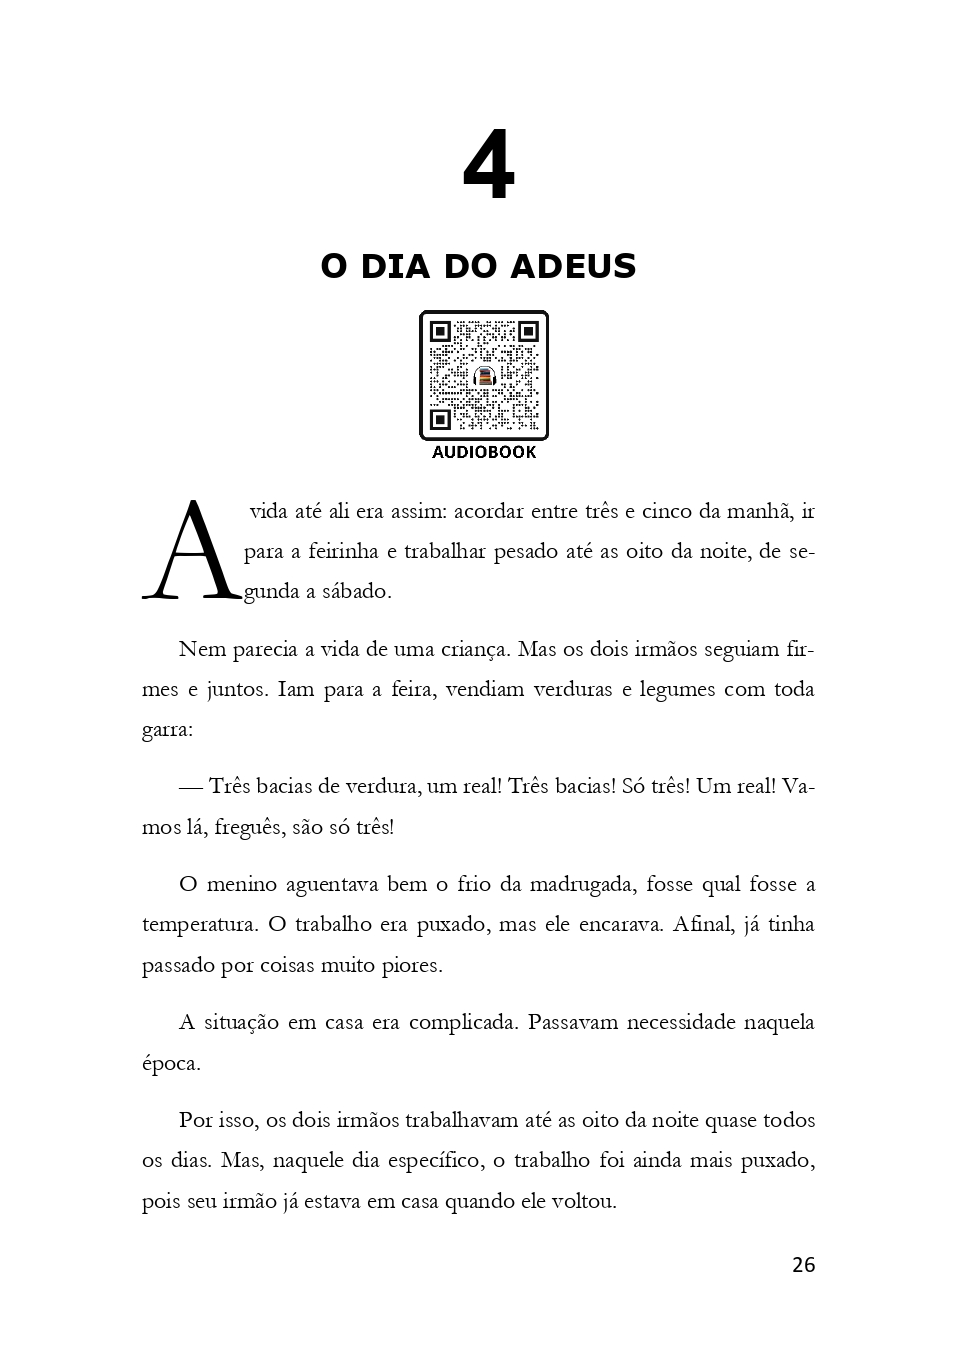 4
O DIA DO ADEUS
AUDIOBOOK
A vida até ali era assim: acordar entre três e cinco da manhã, ir
para a feirinha e trabalhar pesado até as oito da noite, de se-
gunda a sábado.
Nem parecia a vida de uma criança. Mas os dois irmãos seguiam fir-
mes e juntos. Iam para a feira, vendiam verduras e legumes com toda
garra:
— Três bacias de verdura, um real! Três bacias! Só três! Um real! Va-
mos lá, freguês, são só três!
O menino aguentava bem o frio da madrugada, fosse qual fosse a
temperatura. O trabalho era puxado, mas ele encarava. Afinal, já tinha
passado por coisas muito piores.
A situação em casa era complicada. Passavam necessidade naquela
época.
Por isso, os dois irmãos trabalhavam até as oito da noite quase todos
os dias. Mas, naquele dia específico, o trabalho foi ainda mais puxado,
pois seu irmão já estava em casa quando ele voltou.
26